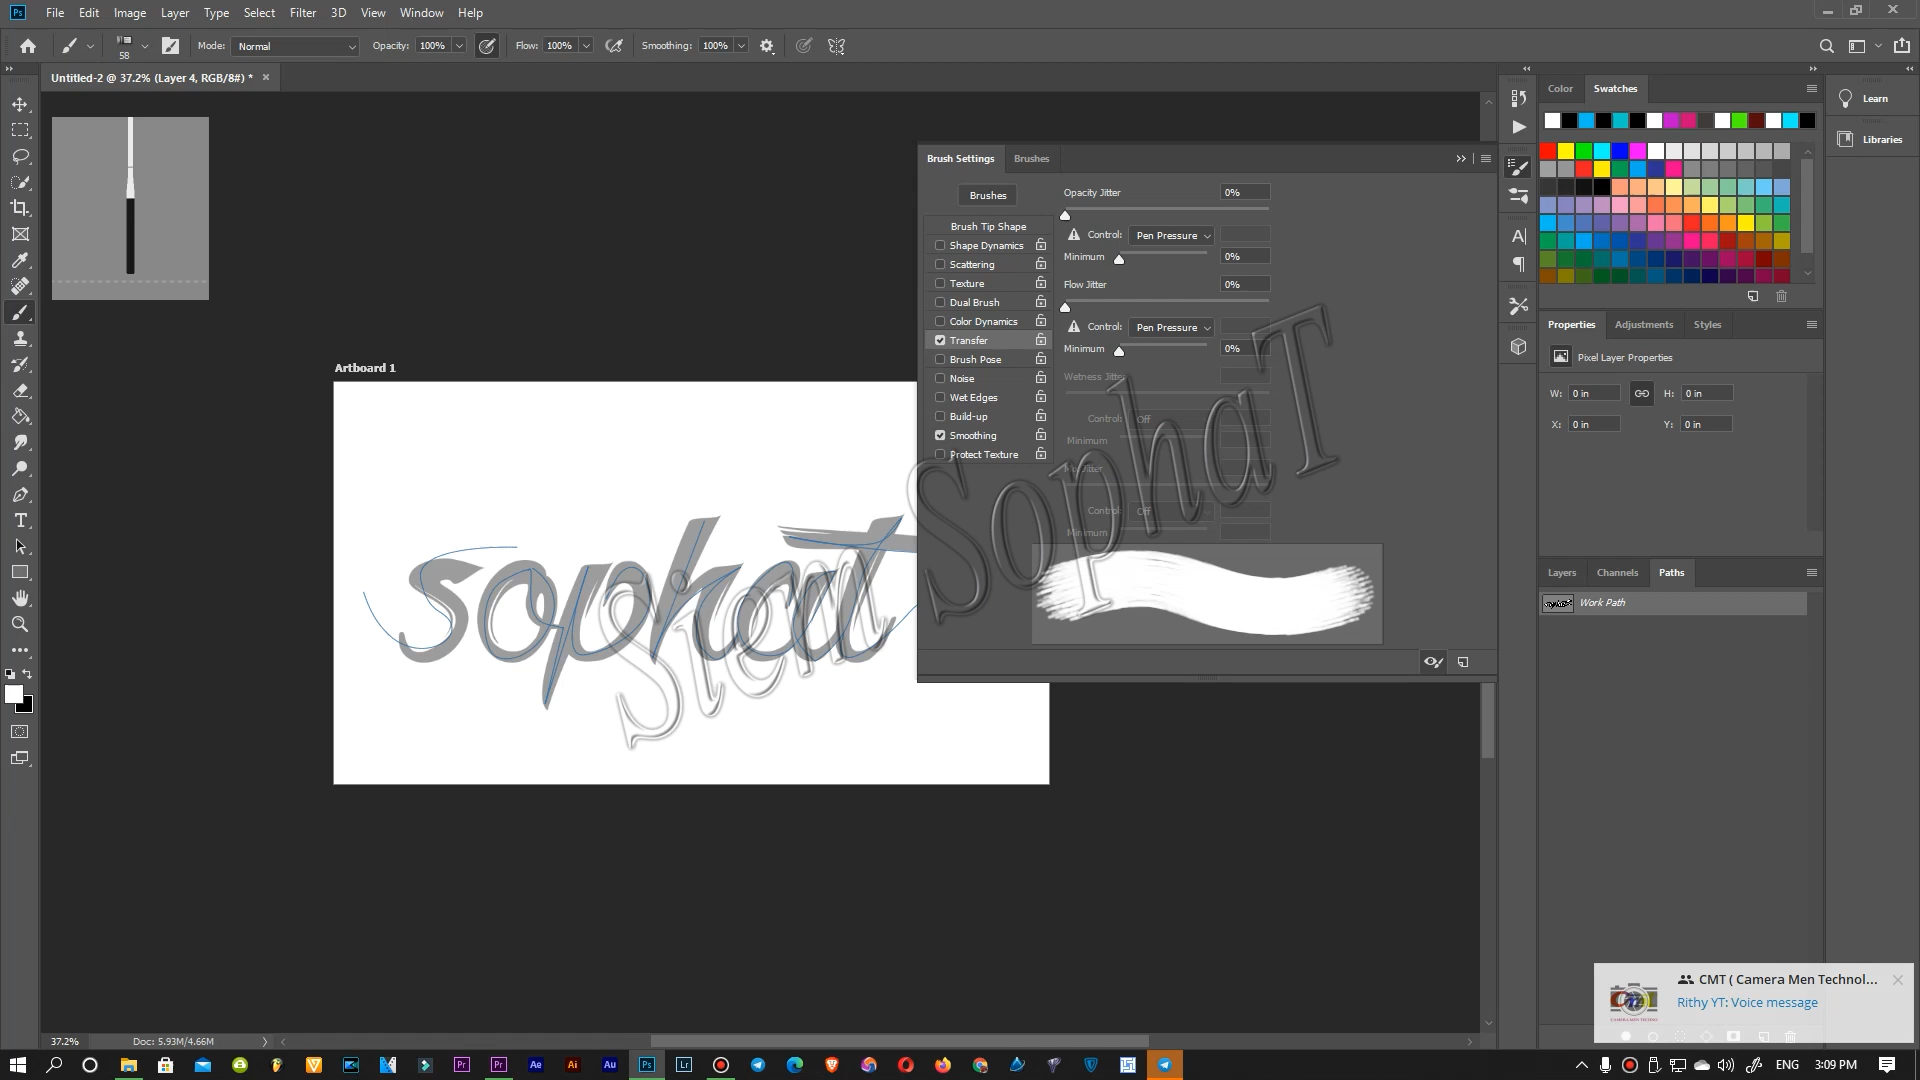 File Edit Image Layer Type Select Filter 3D View Window Help
58 Mode: Normal Opacity: 100% Flow: 100% Smoothing: 100%
Untitled-2 @ 37.2% (Layer 4, RGB/8#) *
Artboard 1
sophat
Siem SophaT
Brush Settings Brushes
Brushes
Brush Tip Shape
Shape Dynamics
Scattering
Texture
Dual Brush
Color Dynamics
Transfer
Brush Pose
Noise
Wet Edges
Build-up
Smoothing
Protect Texture
Opacity Jitter 0%
Control: Pen Pressure
Minimum 0%
Flow Jitter 0%
Control: Pen Pressure
Minimum 0%
Wetness Jitter
Control: Off
Minimum
Mix Jitter
Control: Off
Minimum
Color Swatches
Learn
Libraries
Properties Adjustments Styles
Pixel Layer Properties
W: 0 in H: 0 in
X: 0 in Y: 0 in
Layers Channels Paths
Work Path
CMT ( Camera Men Technol...
Rithy YT: Voice message
37.2% Doc: 5.93M/4.66M
ENG 3:09 PM